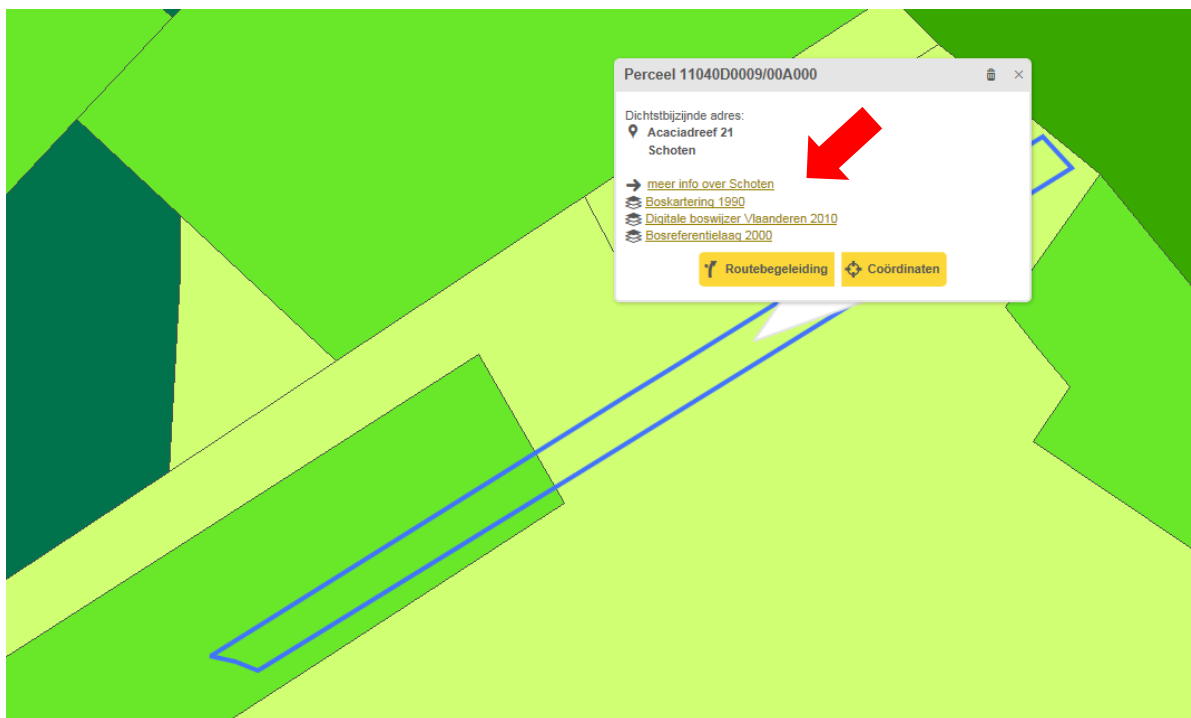 Perceel 11040D0009/00A000
Dichtstbijzijnde adres:
Acaciadreef 21
Schoten
meer info over Schoten
Boskartering 1990
Digitale boswijzer Vlaanderen 2010
Bosreferentielaag 2000
Routebegeleiding
Coördinaten